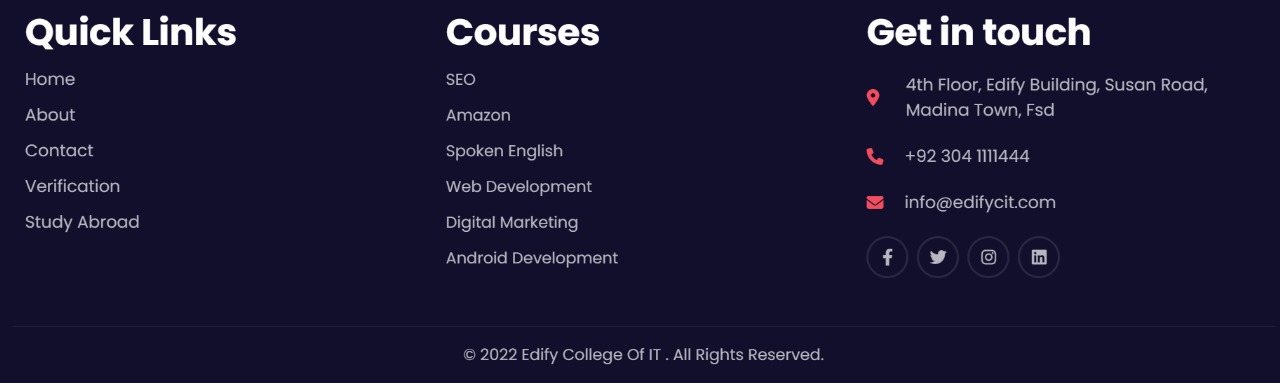 Quick Links
Home
About
Contact
Verification
Study Abroad
Courses
SEO
Amazon
Spoken English
Web Development
Digital Marketing
Android Development
Get in touch
4th Floor, Edify Building, Susan Road,
Madina Town, Fsd
+92 304 1111444
info@edifycit.com
© 2022 Edify College Of IT . All Rights Reserved.